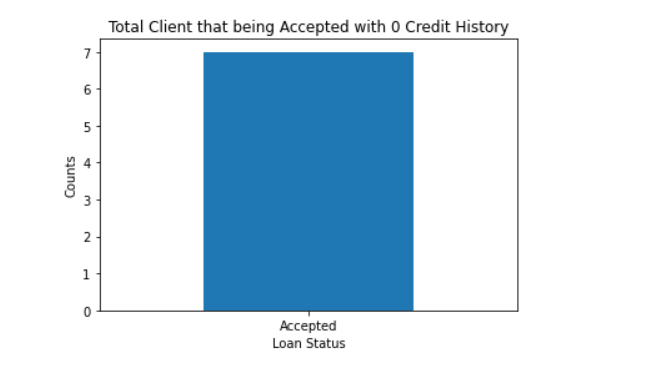 Total Client that being Accepted with 0 Credit History
7
6
5
4
3
2
1
0
Counts
Accepted
Loan Status